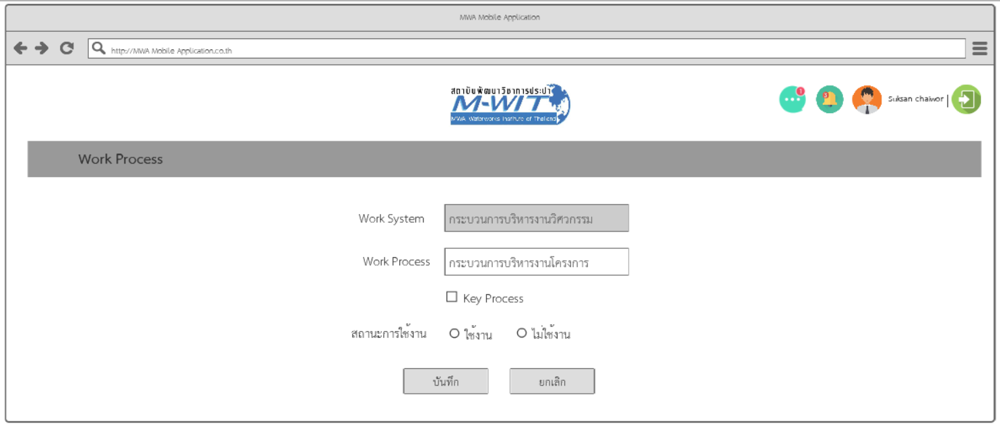 MWA Mobile Application
http://MWA Mobile Application.co.th
สถาบันพัฒนาวิชาการประปา
M-WIT
MWA Waterworks Institute of Thailand
1
3
Suksan chaiwor |
Work Process
Work System กระบวนการบริหารงานวิศวกรรม
Work Process กระบวนการบริหารงานโครงการ
Key Process
สถานะการใช้งาน ใช้งาน ไม่ใช้งาน
บันทึก ยกเลิก